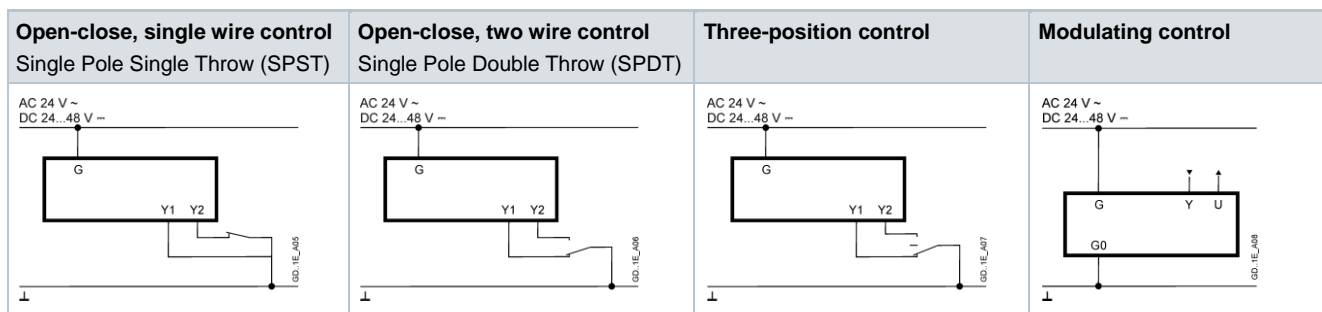 Open-close, single wire control
Single Pole Single Throw (SPST)
Open-close, two wire control
Single Pole Double Throw (SPDT)
Three-position control
Modulating control
AC 24 V ~
DC 24...48 V ⎓
G
Y1 Y2
GD..1E_A05
AC 24 V ~
DC 24...48 V ⎓
G
Y1 Y2
GD..1E_A06
AC 24 V ~
DC 24...48 V ⎓
G
Y1 Y2
GD..1E_A07
AC 24 V ~
DC 24...48 V ⎓
G Y U
G0
GD..1E_A08